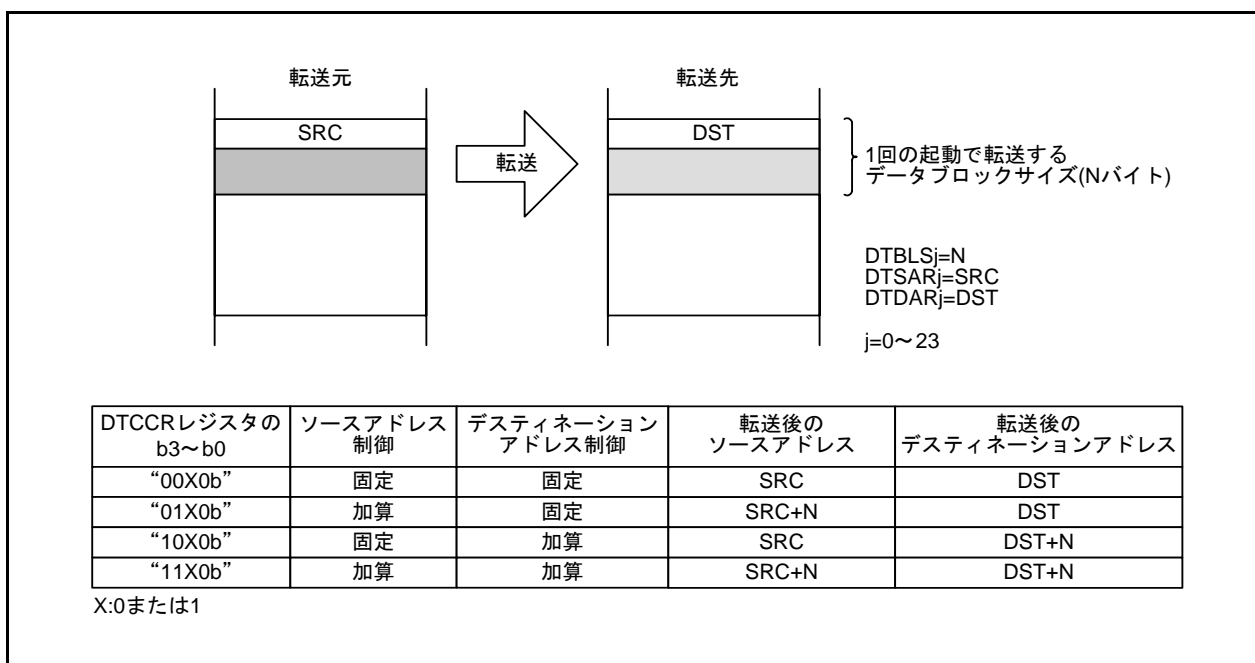 転送元
転送先
SRC
DST
転送
1回の起動で転送する
データブロックサイズ(Nバイト)
DTBLSj=N
DTSARj=SRC
DTDARj=DST
j=0～23
DTCCRレジスタの
b3～b0
ソースアドレス
制御
デスティネーション
アドレス制御
転送後の
ソースアドレス
転送後の
デスティネーションアドレス
“00X0b” 固定 固定 SRC DST
“01X0b” 加算 固定 SRC+N DST
“10X0b” 固定 加算 SRC DST+N
“11X0b” 加算 加算 SRC+N DST+N
X:0または1